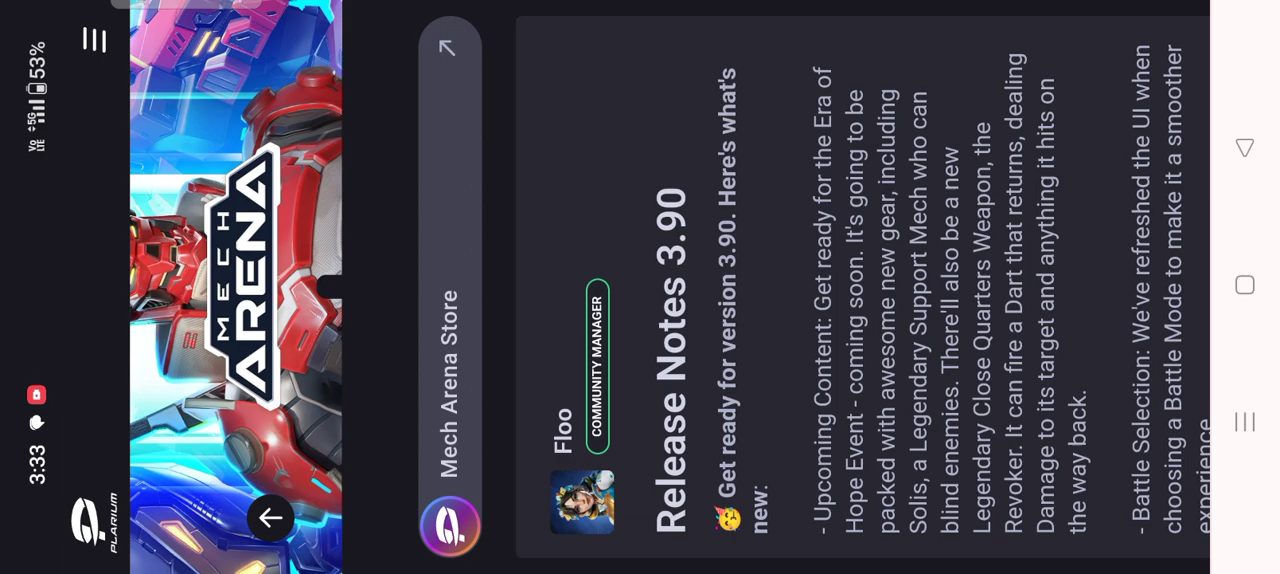 3:33
Vo LTE 5G 53%
PLARIUM
MECH
ARENA
Mech Arena Store
Floo
COMMUNITY MANAGER
Release Notes 3.90
🥳 Get ready for version 3.90. Here's what's
new:
- Upcoming Content: Get ready for the Era of
Hope Event - coming soon. It's going to be
packed with awesome new gear, including
Solis, a Legendary Support Mech who can
blind enemies. There'll also be a new
Legendary Close Quarters Weapon, the
Revoker. It can fire a Dart that returns, dealing
Damage to its target and anything it hits on
the way back.
- Battle Selection: We've refreshed the UI when
choosing a Battle Mode to make it a smoother
experience